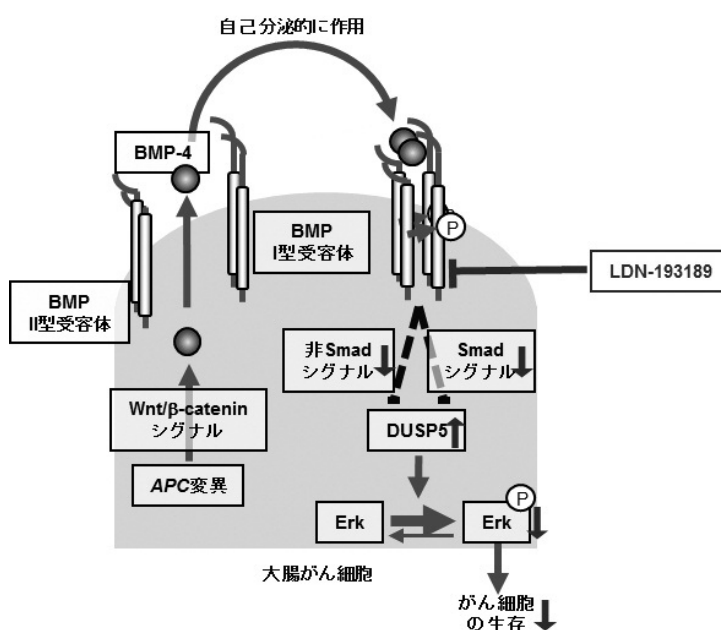 自己分泌的に作用
BMP-4
P
BMP
I型受容体
LDN-193189
BMP
II型受容体
非Smad
シグナル
Smad
シグナル
Wnt/β-catenin
シグナル
DUSP5
APC変異
P
Erk
Erk
大腸がん細胞
がん細胞
の生存